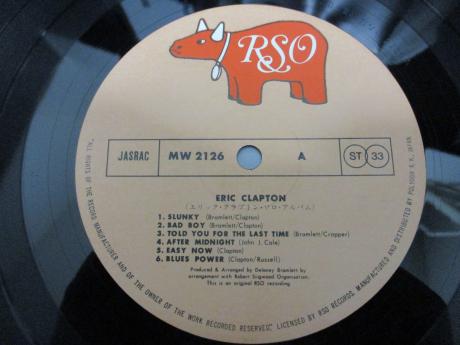 RSO
JASRAC
MW 2126
A
ST 33
ERIC CLAPTON
(エリック・クラプトン・ソロ・アルバム)
1. SLUNKY (Bramlett/Clapton)
2. BAD BOY (Bramlett/Clapton)
3. TOLD YOU FOR THE LAST TIME (Bramlett/Cropper)
4. AFTER MIDNIGHT (John J. Cale)
5. EASY NOW (Clapton)
6. BLUES POWER (Clapton/Russell)
Produced & Arranged by Delaney Bramlett by
arrangement with Robert Stigwood Organisation.
This is an original RSO recording
"ALL RIGHTS OF THE RECORD MANUFACTURER AND OF THE OWNER OF THE WORK RECORDED RESERVED." LICENSED BY RSO RECORDS. MANUFACTURED AND DISTRIBUTED BY POLYDOR K.K. JAPAN.